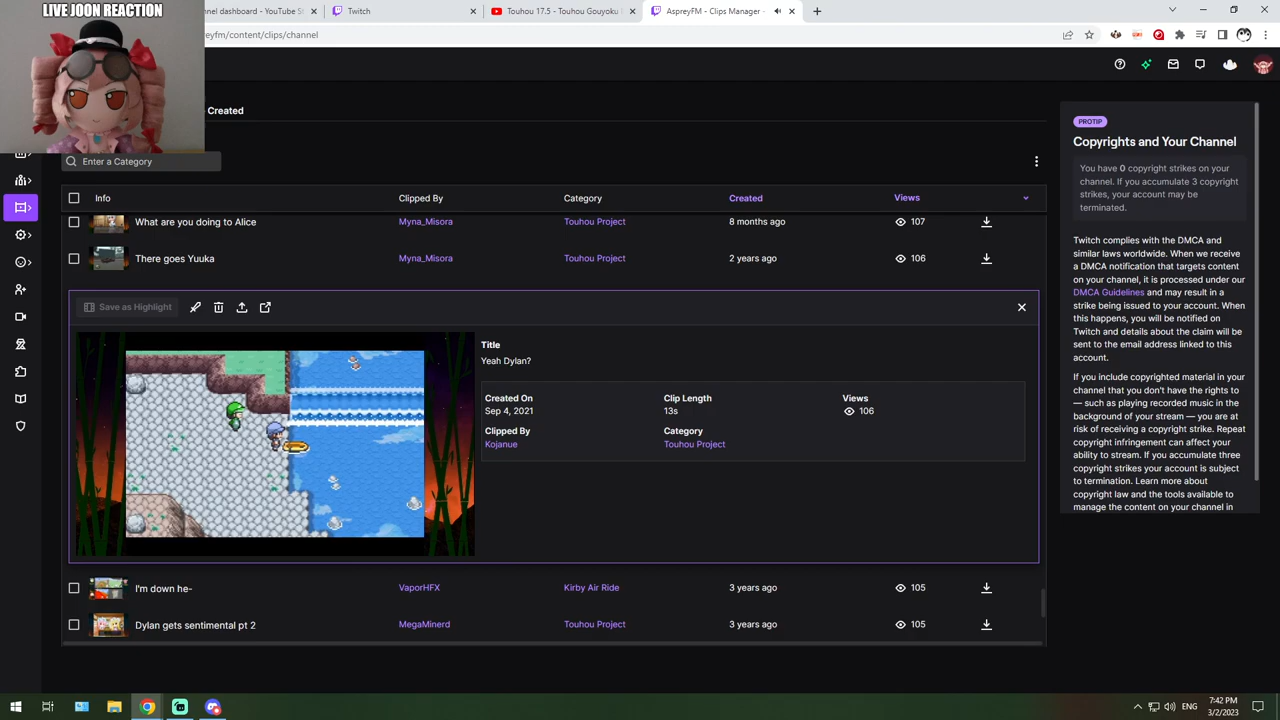 LIVE JOON REACTION
nnel dashboard - YouTube St
Twitch
Touhou 17.5 - Touhou Gouyoku
AspreyFM - Clips Manager -
reyfm/content/clips/channel
Created
Enter a Category
Info
Clipped By
Category
Created
Views
What are you doing to Alice
Myna_Misora
Touhou Project
8 months ago
107
There goes Yuuka
Myna_Misora
Touhou Project
2 years ago
106
Save as Highlight
Title
Yeah Dylan?
Created On
Clip Length
Views
Sep 4, 2021
13s
106
Clipped By
Category
Kojanue
Touhou Project
I'm down he-
VaporHFX
Kirby Air Ride
3 years ago
105
Dylan gets sentimental pt 2
MegaMinerd
Touhou Project
3 years ago
105
PROTIP
Copyrights and Your Channel
You have 0 copyright strikes on
your channel. If you accumulate 3 copyright
strikes, your account may be
terminated.
Twitch complies with the DMCA and
similar laws worldwide. When we receive
a DMCA notification that targets content
on your channel, it is processed under our
DMCA Guidelines and may result in a
strike being issued to your account. When
this happens, you will be notified on
Twitch and details about the claim will be
sent to the email address linked to this
account.
If you include copyrighted material in your
channel that you don't have the rights to
— such as playing recorded music in the
background of your stream — you are at
risk of receiving a copyright strike. Repeat
copyright infringement can affect your
ability to stream. If you accumulate three
copyright strikes your account is subject
to termination. Learn more about
copyright law and the tools available to
manage the content on your channel in
ENG
7:42 PM
3/2/2023